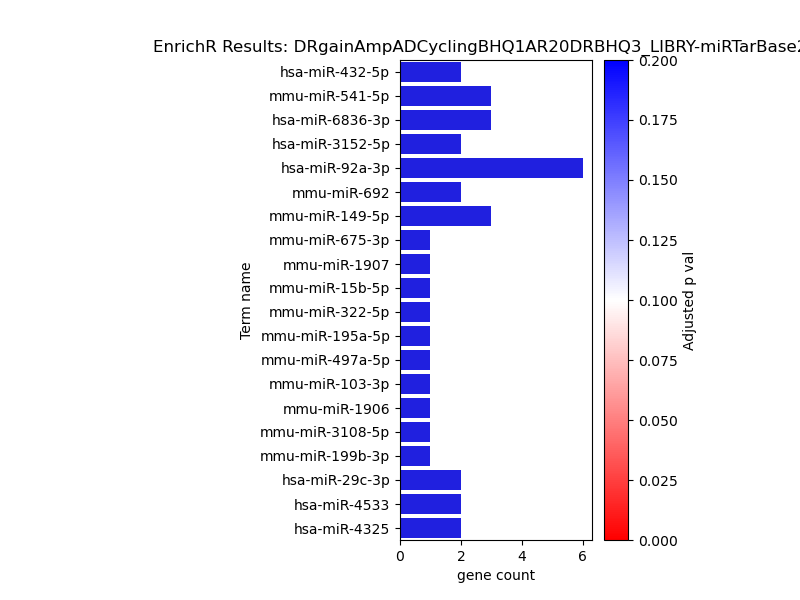 EnrichR Results: DRgainAmpADCyclingBHQ1AR20DRBHQ3_LIBRY-miRTarBase2
hsa-miR-432-5p
mmu-miR-541-5p
hsa-miR-6836-3p
hsa-miR-3152-5p
hsa-miR-92a-3p
mmu-miR-692
mmu-miR-149-5p
mmu-miR-675-3p
mmu-miR-1907
mmu-miR-15b-5p
mmu-miR-322-5p
mmu-miR-195a-5p
mmu-miR-497a-5p
mmu-miR-103-3p
mmu-miR-1906
mmu-miR-3108-5p
mmu-miR-199b-3p
hsa-miR-29c-3p
hsa-miR-4533
hsa-miR-4325
Term name
0 2 4 6
gene count
0.200
0.175
0.150
0.125
0.100
0.075
0.050
0.025
0.000
Adjusted p val